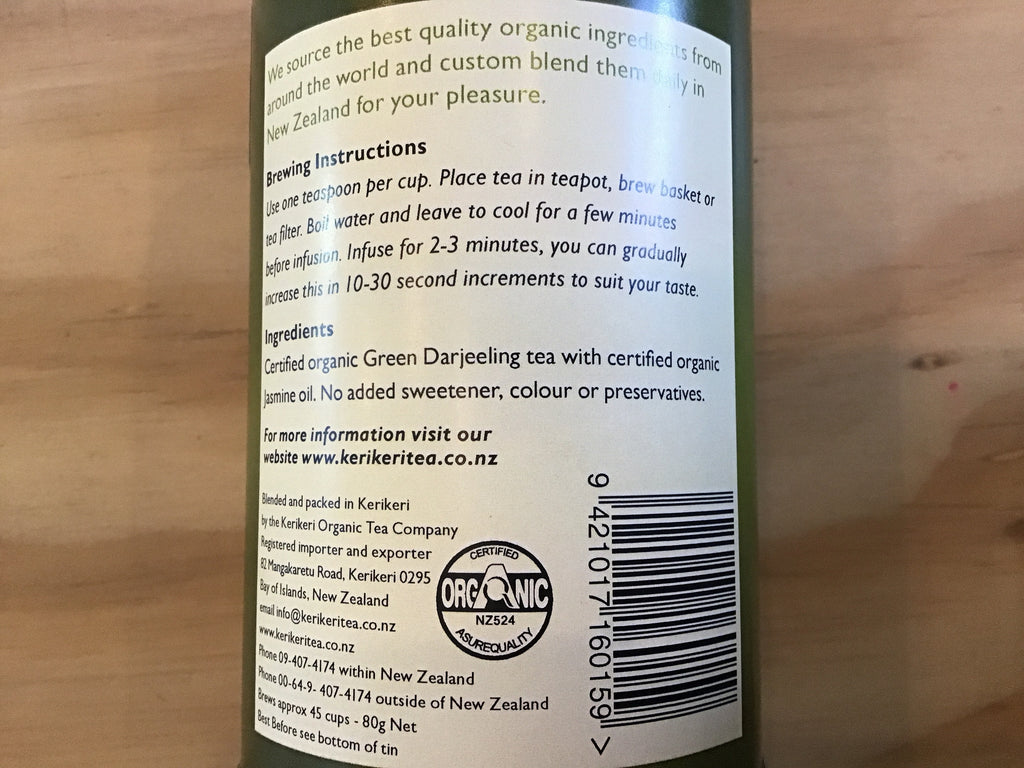 We source the best quality organic ingredients from
around the world and custom blend them daily in
New Zealand for your pleasure.
Brewing Instructions
Use one teaspoon per cup. Place tea in teapot, brew basket or
tea filter. Boil water and leave to cool for a few minutes
before infusion. Infuse for 2-3 minutes, you can gradually
increase this in 10-30 second increments to suit your taste.
Ingredients
Certified organic Green Darjeeling tea with certified organic
Jasmine oil. No added sweetener, colour or preservatives.
For more information visit our
website www.kerikeritea.co.nz
Blended and packed in Kerikeri
by the Kerikeri Organic Tea Company
Registered importer and exporter
82 Mangakaretu Road, Kerikeri 0295
Bay of Islands, New Zealand
email info@kerikeritea.co.nz
www.kerikeritea.co.nz
Phone 09-407-4174 within New Zealand
Phone 00-64-9- 407-4174 outside of New Zealand
Brews approx 45 cups - 80g Net
Best Before see bottom of tin
CERTIFIED
ORGANIC
NZ524
ASUREQUALITY
9 421017 160159 >